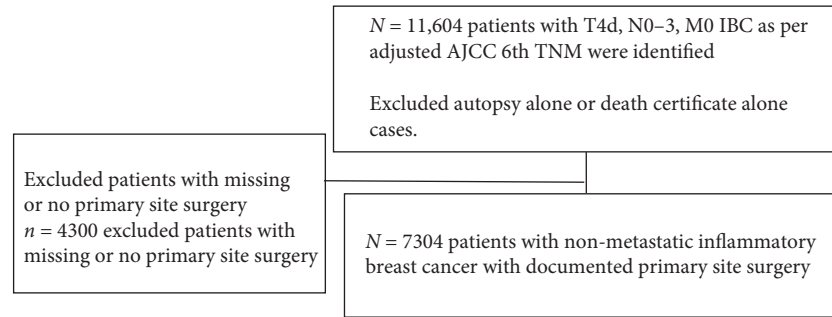 N = 11,604 patients with T4d, N0–3, M0 IBC as per
adjusted AJCC 6th TNM were identified
Excluded autopsy alone or death certificate alone
cases.
Excluded patients with missing
or no primary site surgery
n = 4300 excluded patients with
missing or no primary site surgery
N = 7304 patients with non-metastatic inflammatory
breast cancer with documented primary site surgery